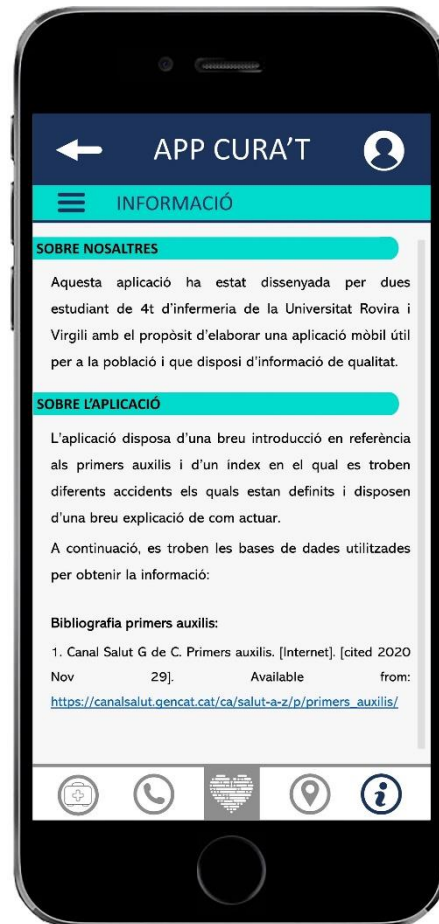 APP CURA'T
INFORMACIÓ
SOBRE NOSALTRES
Aquesta aplicació ha estat dissenyada per dues
estudiant de 4t d'infermeria de la Universitat Rovira i
Virgili amb el propòsit d'elaborar una aplicació mòbil útil
per a la població i que disposi d'informació de qualitat.
SOBRE L'APLICACIÓ
L'aplicació disposa d'una breu introducció en referència
als primers auxilis i d'un índex en el qual es troben
diferents accidents els quals estan definits i disposen
d'una breu explicació de com actuar.
A continuació, es troben les bases de dades utilitzades
per obtenir la informació:
Bibliografia primers auxilis:
1. Canal Salut G de C. Primers auxilis. [Internet]. [cited 2020
Nov 29]. Available from:
https://canalsalut.gencat.cat/ca/salut-a-z/p/primers_auxilis/
i